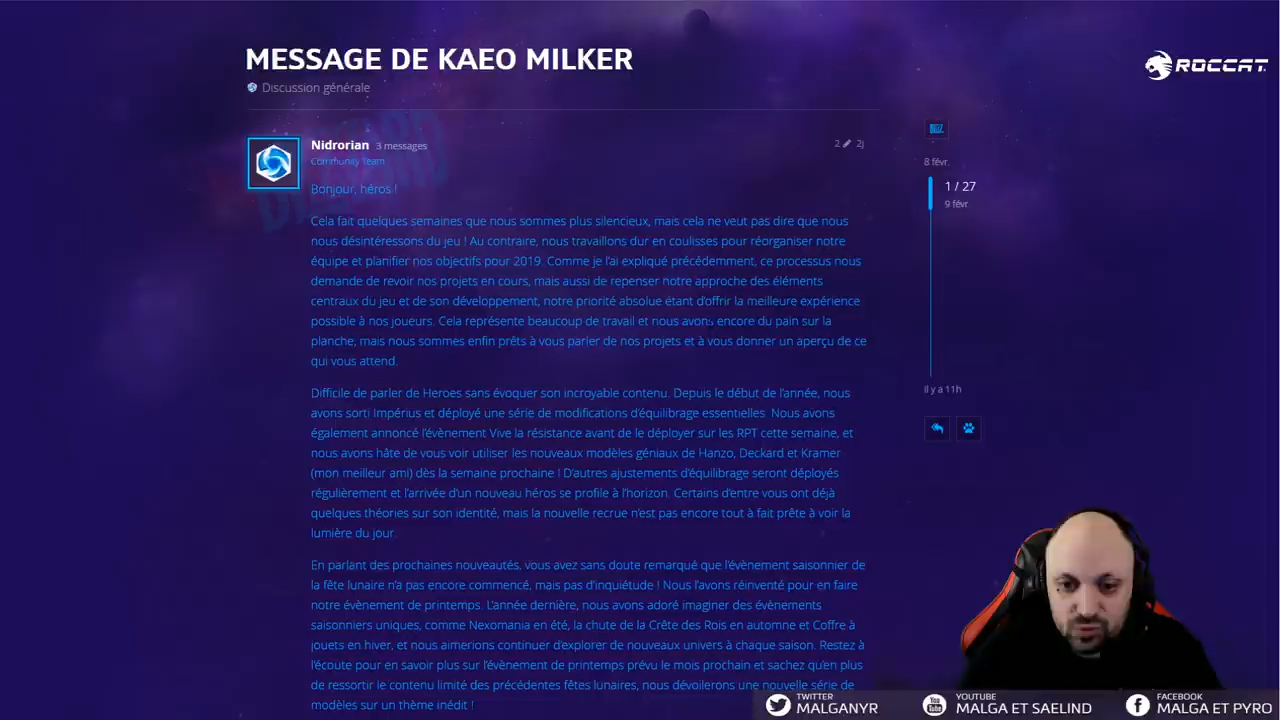 MESSAGE DE KAEO MILKER
Discussion générale
ROCCAT
Nidrorian 3 messages
2 2j
Community Team
8 févr.
1 / 27
9 févr
Il y a 11h
Bonjour, héros !
Cela fait quelques semaines que nous sommes plus silencieux, mais cela ne veut pas dire que nous
nous désintéressons du jeu ! Au contraire, nous travaillons dur en coulisses pour réorganiser notre
équipe et planifier nos objectifs pour 2019. Comme je l'ai expliqué précédemment, ce processus nous
demande de revoir nos projets en cours, mais aussi de repenser notre approche des éléments
centraux du jeu et de son développement, notre priorité absolue étant d'offrir la meilleure expérience
possible à nos joueurs. Cela représente beaucoup de travail et nous avons encore du pain sur la
planche, mais nous sommes enfin prêts à vous parler de nos projets et à vous donner un aperçu de ce
qui vous attend.
Difficile de parler de Heroes sans évoquer son incroyable contenu. Depuis le début de l'année, nous
avons sorti Impérius et déployé une série de modifications d'équilibrage essentielles. Nous avons
également annoncé l'évènement Vive la résistance avant de le déployer sur les RPT cette semaine, et
nous avons hâte de vous voir utiliser les nouveaux modèles géniaux de Hanzo, Deckard et Kramer
(mon meilleur ami) dès la semaine prochaine ! D'autres ajustements d'équilibrage seront déployés
régulièrement et l'arrivée d'un nouveau héros se profile à l'horizon. Certains d'entre vous ont déjà
quelques théories sur son identité, mais la nouvelle recrue n'est pas encore tout à fait prête à voir la
lumière du jour.
En parlant des prochaines nouveautés, vous avez sans doute remarqué que l'évènement saisonnier de
la fête lunaire n'a pas encore commencé, mais pas d'inquiétude ! Nous l'avons réinventé pour en faire
notre évènement de printemps. L'année dernière, nous avons adoré imaginer des évènements
saisonniers uniques, comme Nexomania en été, la chute de la Crête des Rois en automne et Coffre à
jouets en hiver, et nous aimerions continuer d'explorer de nouveaux univers à chaque saison. Restez à
l'écoute pour en savoir plus sur l'évènement de printemps prévu le mois prochain et sachez qu'en plus
de ressortir le contenu limité des précédentes fêtes lunaires, nous dévoilerons une nouvelle série de
modèles sur un thème inédit !
TWITTER
MALGANYR
YOUTUBE
MALGA ET SAELIND
FACEBOOK
MALGA ET PYRO